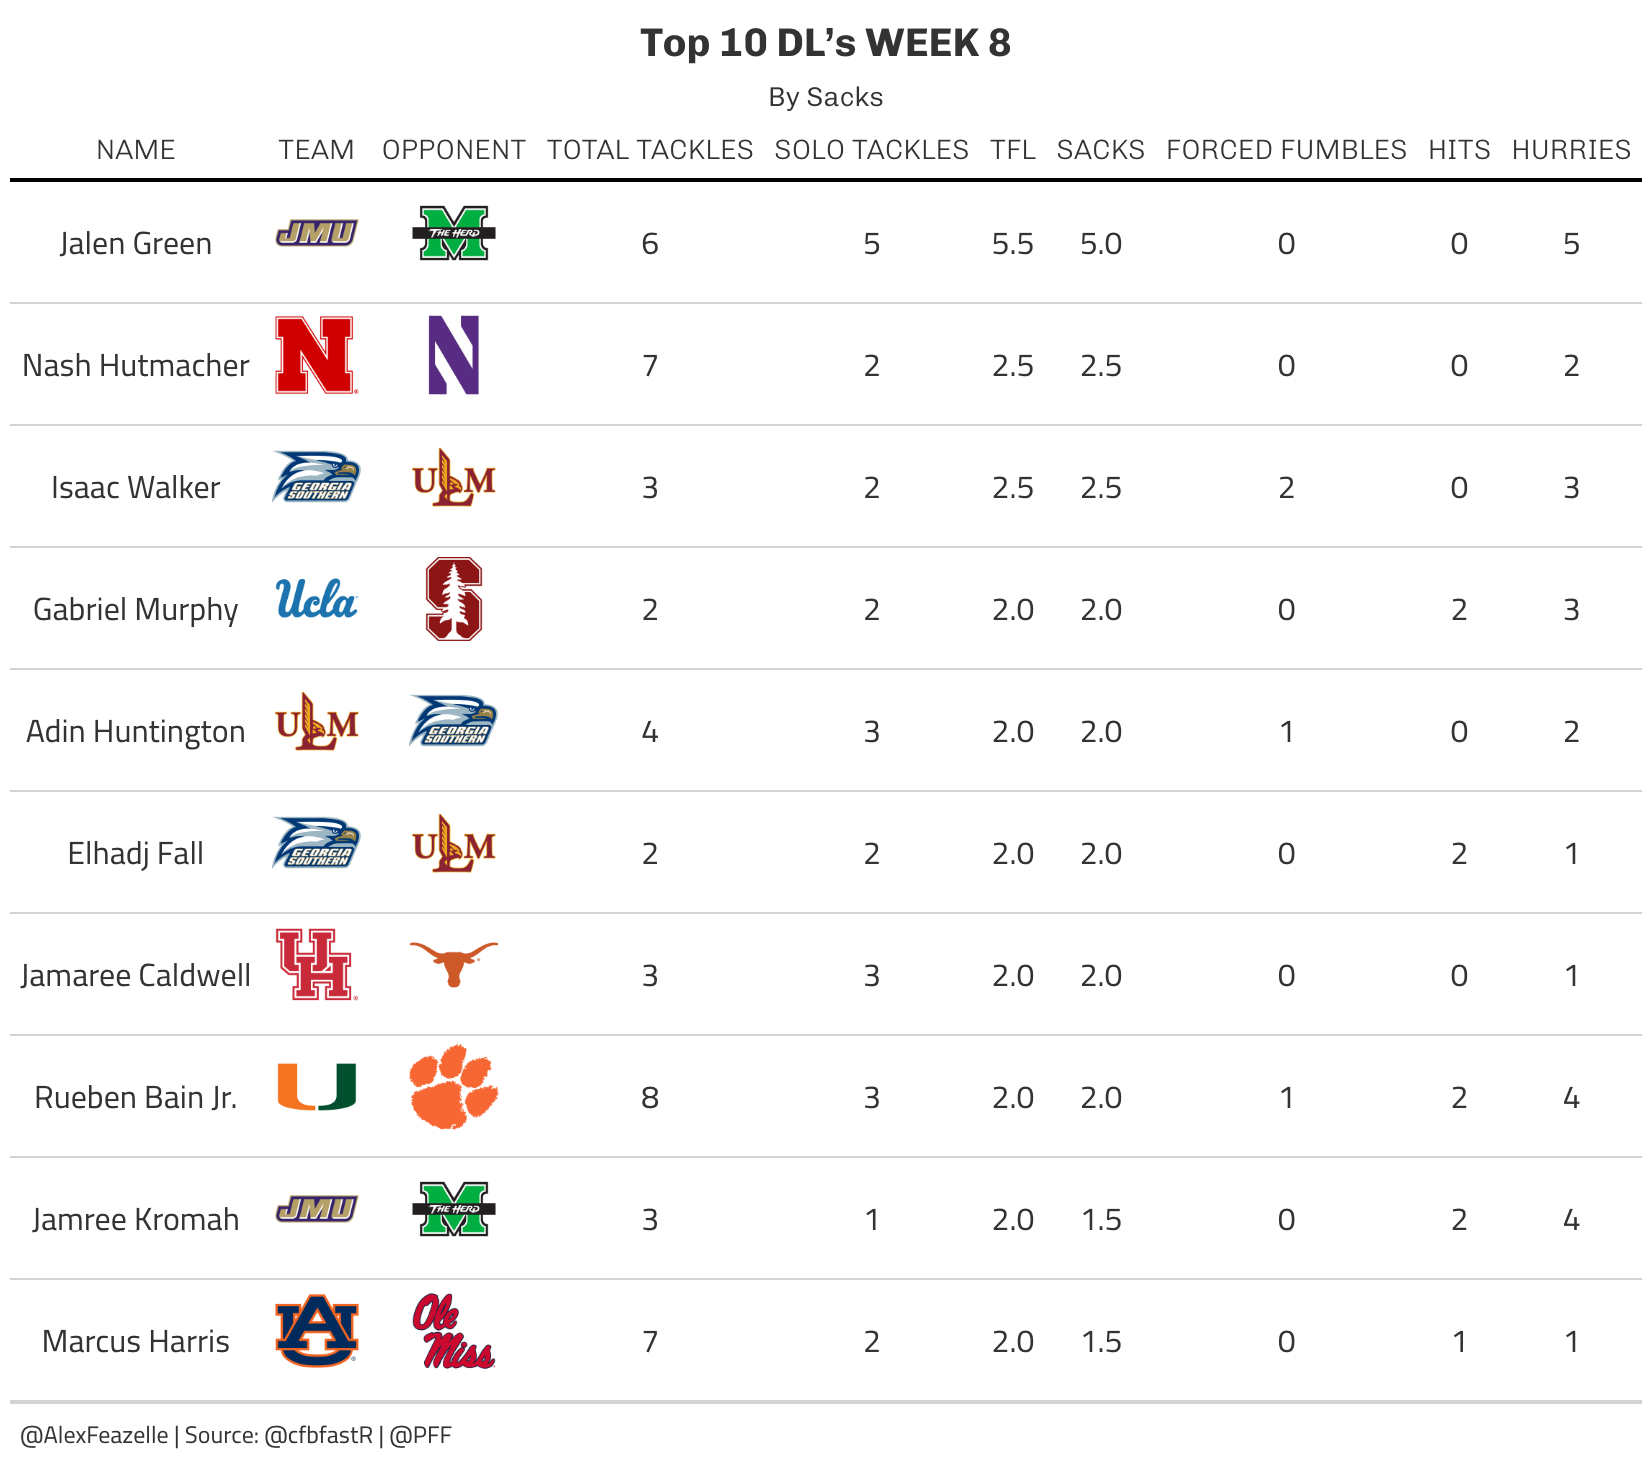 Top 10 DL’s WEEK 8
By Sacks
NAME TEAM OPPONENT TOTAL TACKLES SOLO TACKLES TFL SACKS FORCED FUMBLES HITS HURRIES
Jalen Green JMU THE HERD 6 5 5.5 5.0 0 0 5
Nash Hutmacher N N 7 2 2.5 2.5 0 0 2
Isaac Walker GEORGIA SOUTHERN ULM 3 2 2.5 2.5 2 0 3
Gabriel Murphy Ucla S 2 2 2.0 2.0 0 2 3
Adin Huntington ULM GEORGIA SOUTHERN 4 3 2.0 2.0 1 0 2
Elhadj Fall GEORGIA SOUTHERN ULM 2 2 2.0 2.0 0 2 1
Jamaree Caldwell UH 3 3 2.0 2.0 0 0 1
Rueben Bain Jr. U 8 3 2.0 2.0 1 2 4
Jamree Kromah JMU M THE HERD 3 1 2.0 1.5 0 2 4
Marcus Harris AU Ole Miss 7 2 2.0 1.5 0 1 1
@AlexFeazelle | Source: @cfbfastR | @PFF